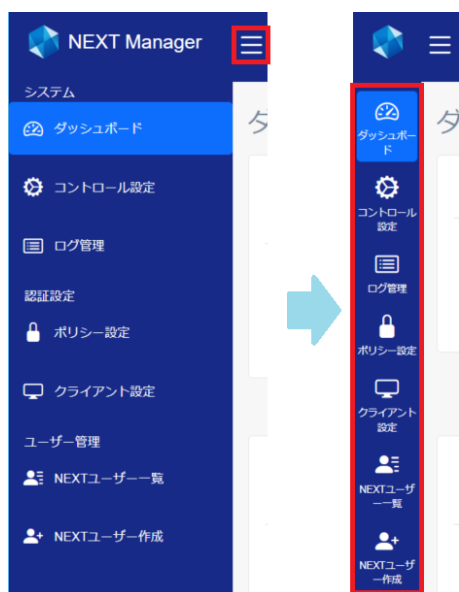 NEXT Manager
システム
ダッシュボード
コントロール設定
ログ管理
認証設定
ポリシー設定
クライアント設定
ユーザー管理
NEXTユーザー一覧
NEXTユーザー作成
ダ
ダッシュボー
ド
コントロール
設定
ログ管理
ポリシー設定
クライアント
設定
NEXTユーザ
ー一覧
NEXTユーザ
ー作成
ダ